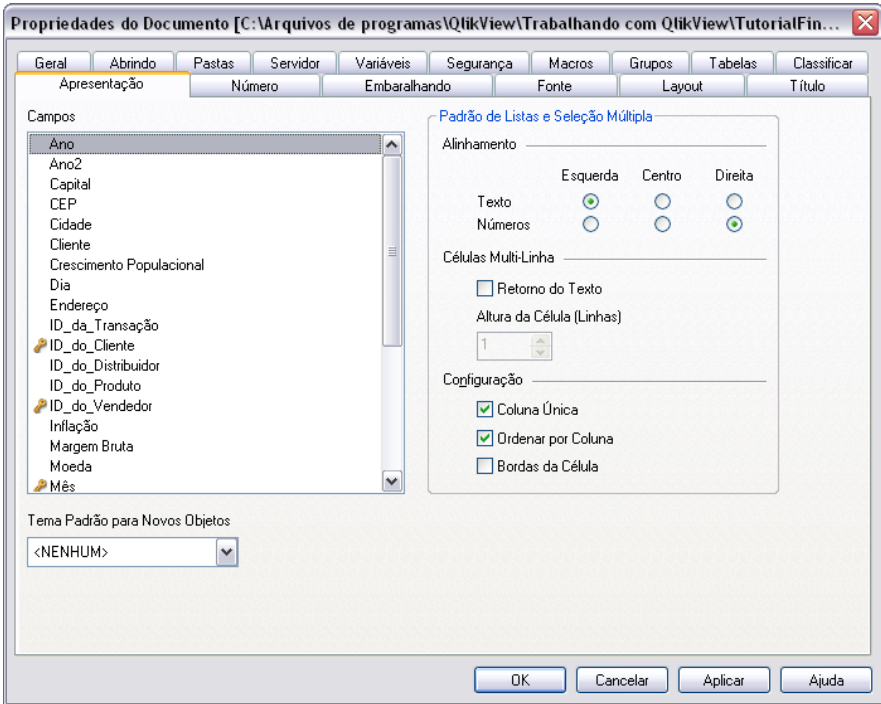 Propriedades do Documento [C:\Arquivos de programas\QlikView\Trabalhando com QlikView\TutorialFin...
Geral Abrindo Pastas Servidor Variáveis Segurança Macros Grupos Tabelas Classificar
Apresentação Número Embaralhando Fonte Layout Título
Campos
Ano
Ano2
Capital
CEP
Cidade
Cliente
Crescimento Populacional
Dia
Endereço
ID_da_Transação
ID_do_Cliente
ID_do_Distribuidor
ID_do_Produto
ID_do_Vendedor
Inflação
Margem Bruta
Moeda
Mês
Tema Padrão para Novos Objetos
<NENHUM>
Padrão de Listas e Seleção Múltipla
Alinhamento
Esquerda Centro Direita
Texto
Números
Células Multi-Linha
Retorno do Texto
Altura da Célula (Linhas)
1
Configuração
Coluna Única
Ordenar por Coluna
Bordas da Célula
OK Cancelar Aplicar Ajuda